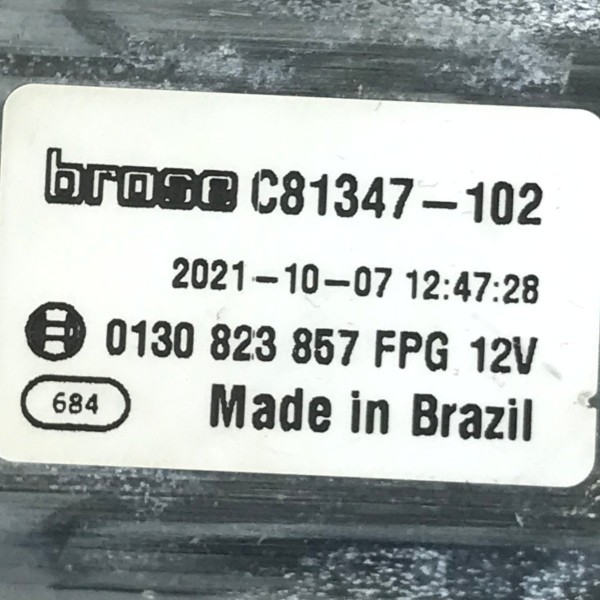 brose C81347-102
2021-10-07 12:47:28
0130 823 857 FPG 12V
684 Made in Brazil